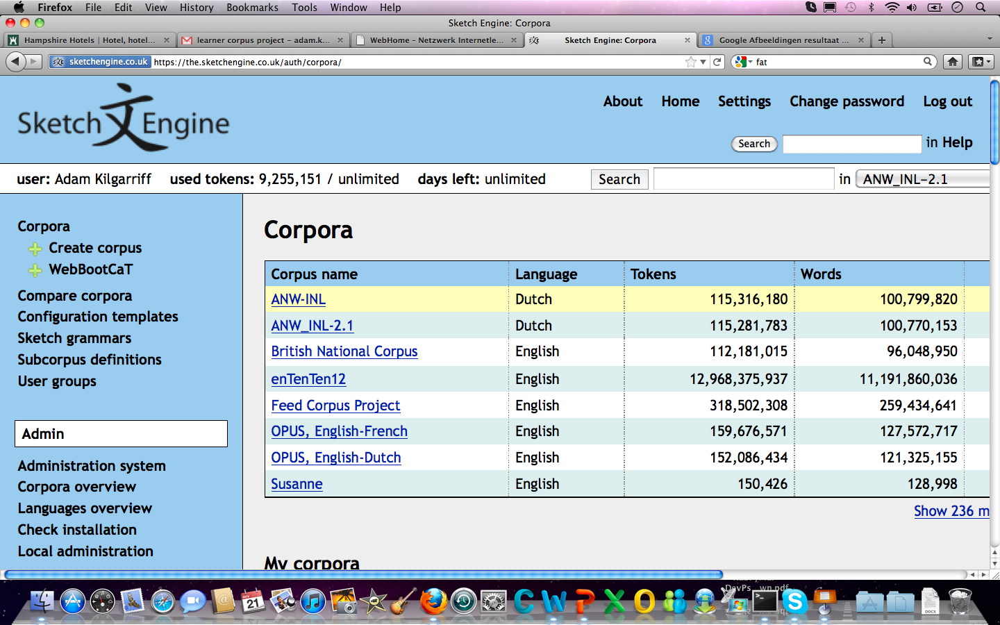 Firefox File Edit View History Bookmarks Tools Window Help
Sketch Engine: Corpora
Hampshire Hotels | Hotel, hotel... learner corpus project – adam.k... WebHome – Netzwerk Internetle... Sketch Engine: Corpora Google Afbeeldingen resultaat ...
sketchengine.co.uk https://the.sketchengine.co.uk/auth/corpora/ fat
Sketch 文 Engine
About Home Settings Change password Log out
Search in Help
user: Adam Kilgarriff used tokens: 9,255,151 / unlimited days left: unlimited Search in ANW_INL-2.1
Corpora
Create corpus
WebBootCaT
Compare corpora
Configuration templates
Sketch grammars
Subcorpus definitions
User groups
Admin
Administration system
Corpora overview
Languages overview
Check installation
Local administration
Corpora
Corpus name Language Tokens Words
ANW-INL Dutch 115,316,180 100,799,820
ANW_INL-2.1 Dutch 115,281,783 100,770,153
British National Corpus English 112,181,015 96,048,950
enTenTen12 English 12,968,375,937 11,191,860,036
Feed Corpus Project English 318,502,308 259,434,641
OPUS, English-French English 159,676,571 127,572,717
OPUS, English-Dutch English 152,086,434 121,325,155
Susanne English 150,426 128,998
Show 236 m
My corpora
DevPs...wn.pdf
NOV
21
DOCX